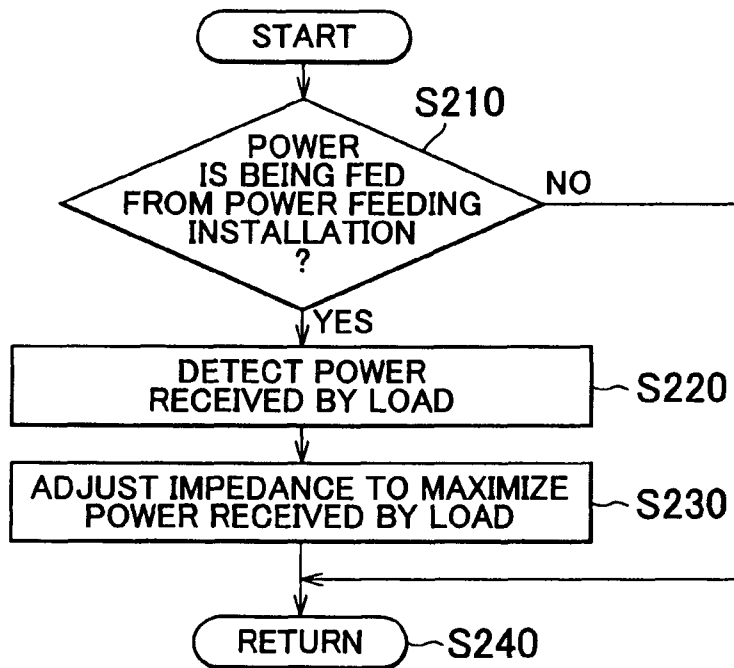 START
S210
POWER
IS BEING FED
FROM POWER FEEDING
INSTALLATION
?
NO
YES
DETECT POWER
RECEIVED BY LOAD
S220
ADJUST IMPEDANCE TO MAXIMIZE
POWER RECEIVED BY LOAD
S230
RETURN
S240